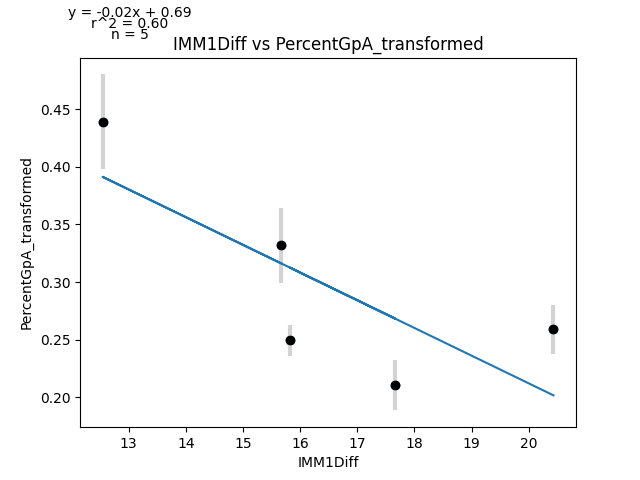 y = -0.02x + 0.69
r^2 = 0.60
n = 5
IMM1Diff vs PercentGpA_transformed
PercentGpA_transformed
0.45
0.40
0.35
0.30
0.25
0.20
13 14 15 16 17 18 19 20
IMM1Diff